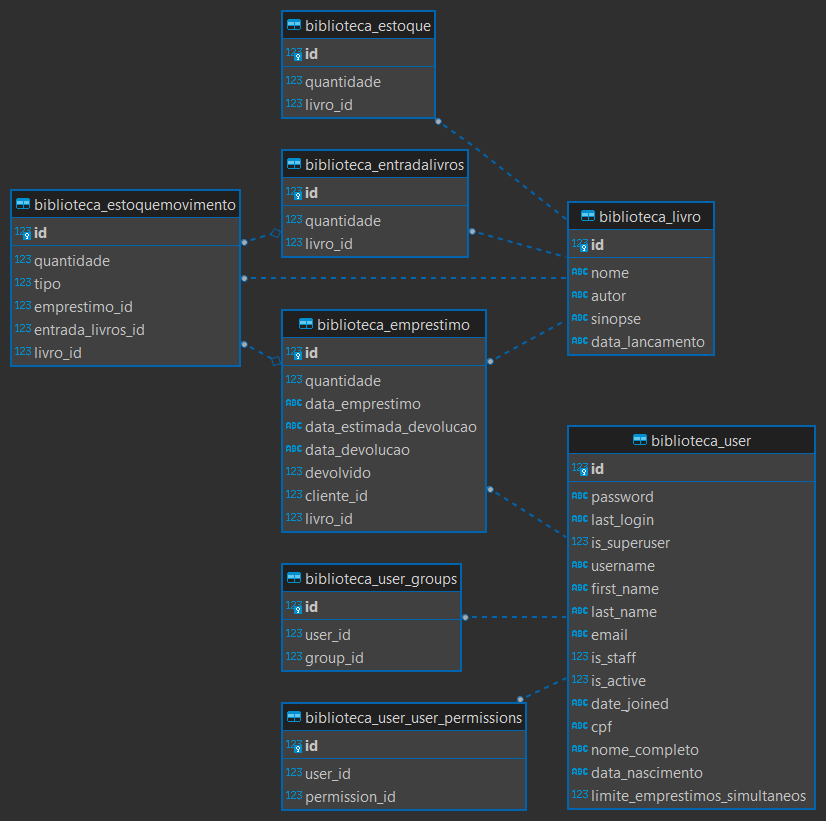 biblioteca_estoque
123 id
123 quantidade
123 livro_id
biblioteca_entradalivros
123 id
123 quantidade
123 livro_id
biblioteca_estoquemovimento
123 id
123 quantidade
123 tipo
123 emprestimo_id
123 entrada_livros_id
123 livro_id
biblioteca_livro
123 id
ABC nome
ABC autor
ABC sinopse
ABC data_lancamento
biblioteca_emprestimo
123 id
123 quantidade
ABC data_emprestimo
ABC data_estimada_devolucao
ABC data_devolucao
123 devolvido
123 cliente_id
123 livro_id
biblioteca_user
123 id
ABC password
ABC last_login
123 is_superuser
ABC username
ABC first_name
ABC last_name
ABC email
123 is_staff
123 is_active
ABC date_joined
ABC cpf
ABC nome_completo
ABC data_nascimento
123 limite_emprestimos_simultaneos
biblioteca_user_groups
123 id
123 user_id
123 group_id
biblioteca_user_user_permissions
123 id
123 user_id
123 permission_id